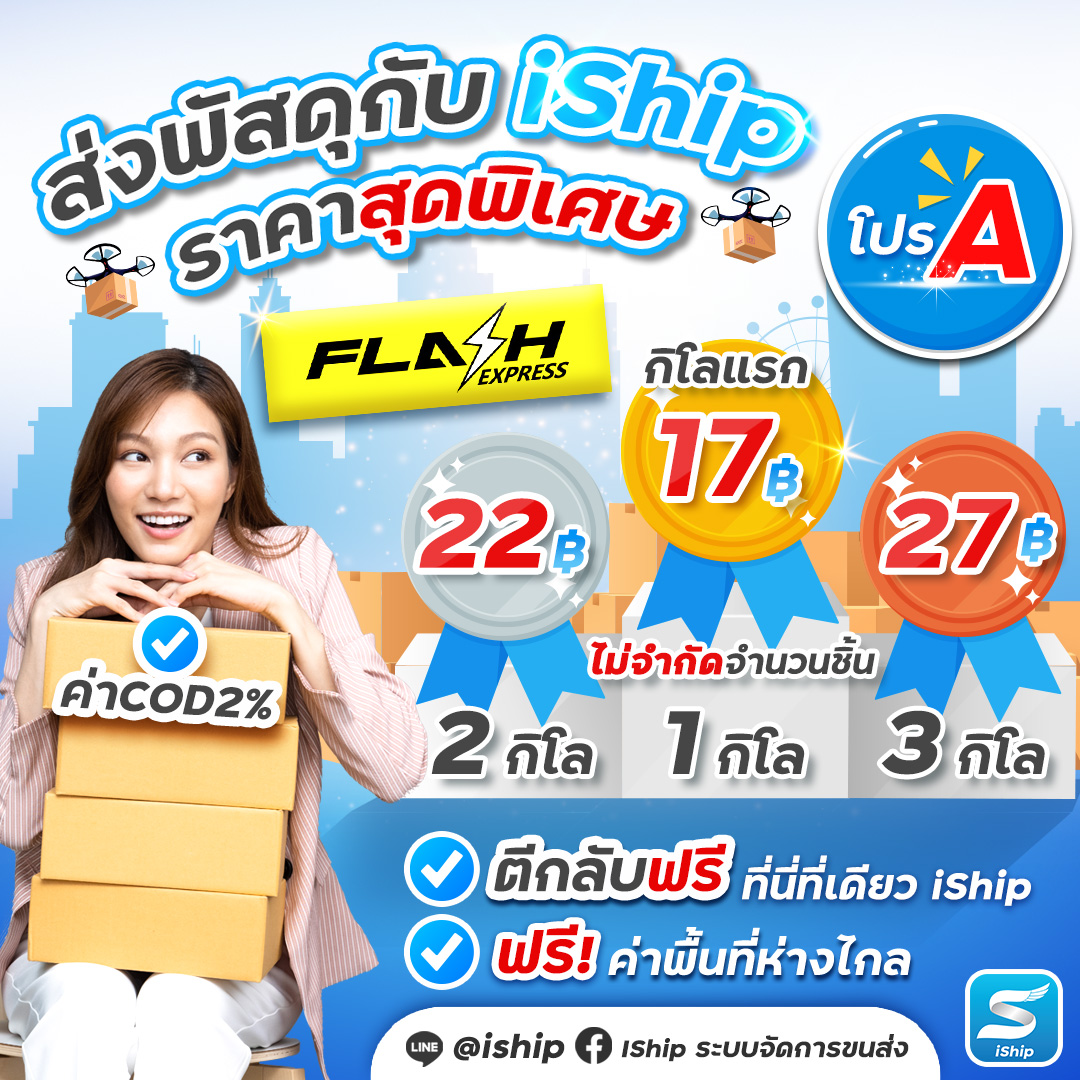 ส่งพัสดุกับ iShip
ราคาสุดพิเศษ
โปร A
FLASH
EXPRESS
กิโลแรก
17฿
22฿
27฿
ไม่จำกัดจำนวนชิ้น
2 กิโล
1 กิโล
3 กิโล
ค่าCOD2%
ตีกลับฟรี ที่นี่ที่เดียว iShip
ฟรี! ค่าพื้นที่ห่างไกล
LINE @iship f IShip ระบบจัดการขนส่ง
S
iShip